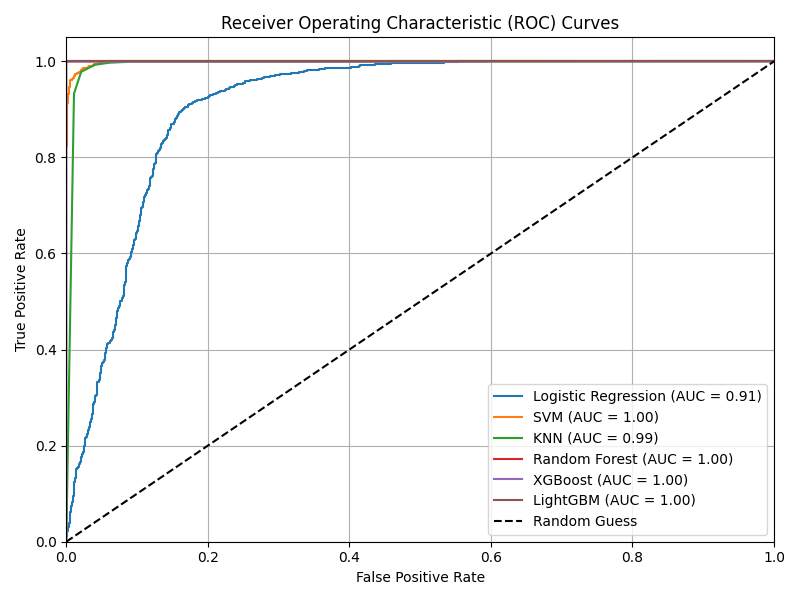 Receiver Operating Characteristic (ROC) Curves
True Positive Rate
1.0
0.8
0.6
0.4
0.2
0.0
0.0
0.2
0.4
0.6
0.8
1.0
False Positive Rate
Logistic Regression (AUC = 0.91)
SVM (AUC = 1.00)
KNN (AUC = 0.99)
Random Forest (AUC = 1.00)
XGBoost (AUC = 1.00)
LightGBM (AUC = 1.00)
Random Guess